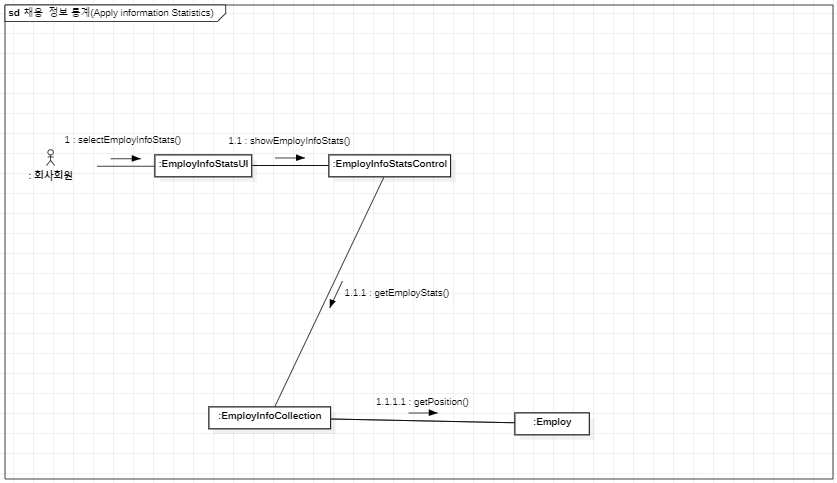 sd 채용 정보 통계(Apply information Statistics)
1 : selectEmployInfoStats()
1.1 : showEmployInfoStats()
:EmployInfoStatsUI
:EmployInfoStatsControl
: 회사회원
1.1.1 : getEmployStats()
1.1.1.1 : getPosition()
:EmployInfoCollection
:Employ